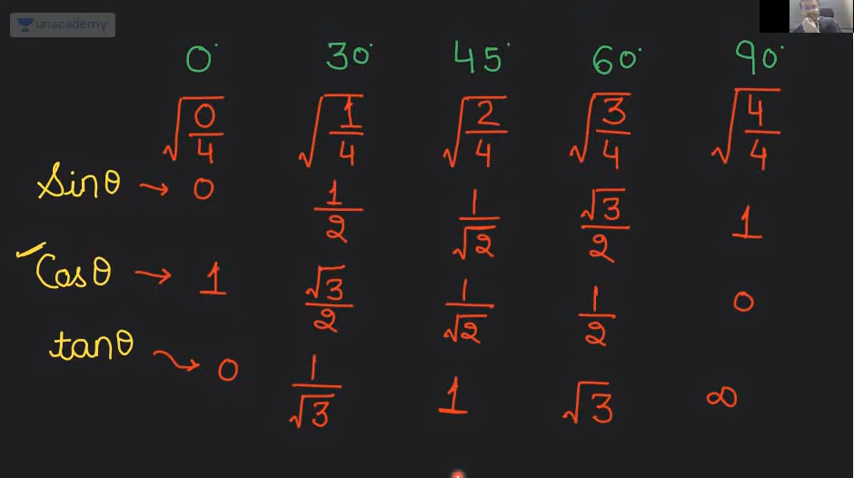 unacademy
0° 30° 45° 60° 90°
√(0/4) √(1/4) √(2/4) √(3/4) √(4/4)
Sinθ → 0 1/2 1/√2 √3/2 1
✓Cosθ → 1 √3/2 1/√2 1/2 0
tanθ → 0 1/√3 1 √3 ∞